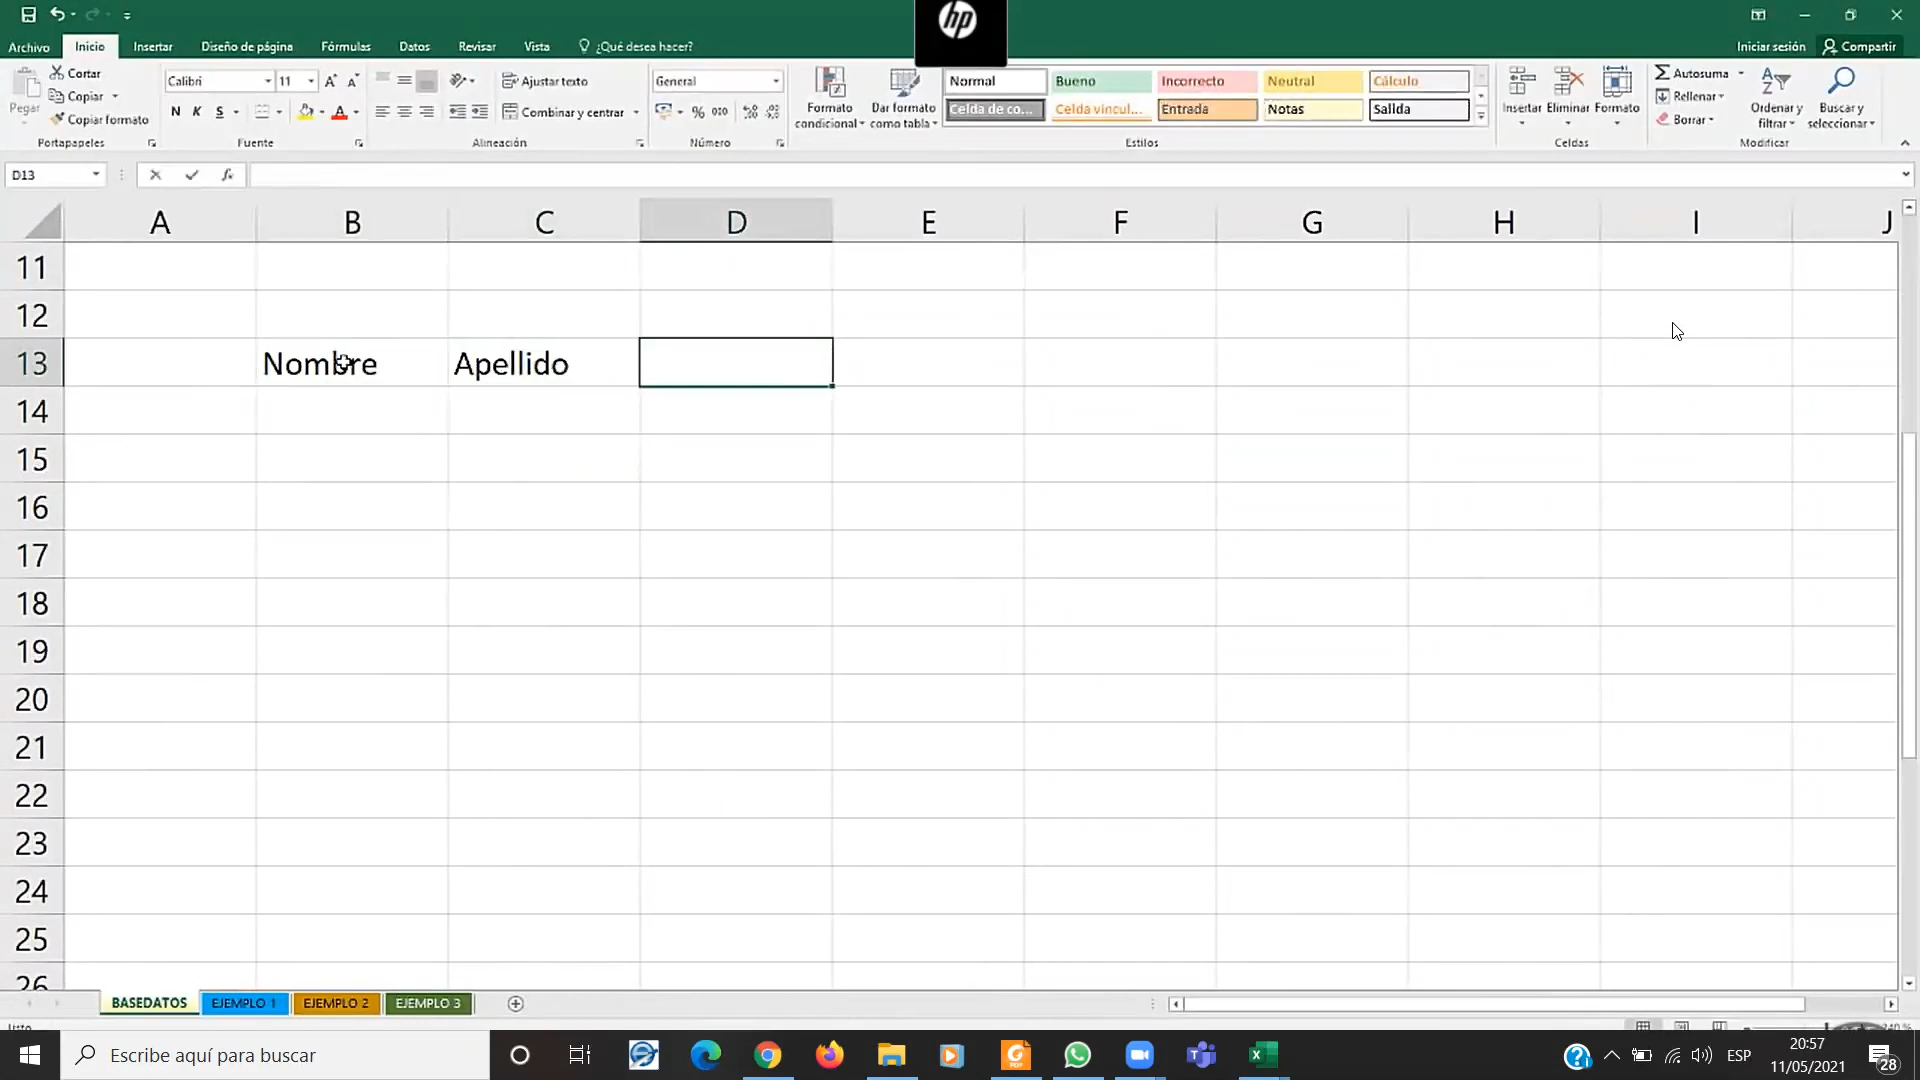 hp
Archivo Inicio Insertar Diseño de página Fórmulas Datos Revisar Vista ¿Qué desea hacer? Iniciar sesión Compartir
Pegar Cortar Copiar Copiar formato
Calibri 11
N K S
Ajustar texto
Combinar y centrar
General
% 000
Formato condicional
Dar formato como tabla
Normal Bueno Incorrecto Neutral Cálculo
Celda de co... Celda vincul... Entrada Notas Salida
Insertar Eliminar Formato
Autosuma
Rellenar
Borrar
Ordenar y filtrar
Buscar y seleccionar
Portapapeles Fuente Alineación Número Estilos Celdas Modificar
D13 fx
A B C D E F G H I J
11
12
13 Nombre Apellido
14
15
16
17
18
19
20
21
22
23
24
25
26
BASEDATOS EJEMPLO 1 EJEMPLO 2 EJEMPLO 3
Escribe aquí para buscar
ESP
20:57
11/05/2021
28